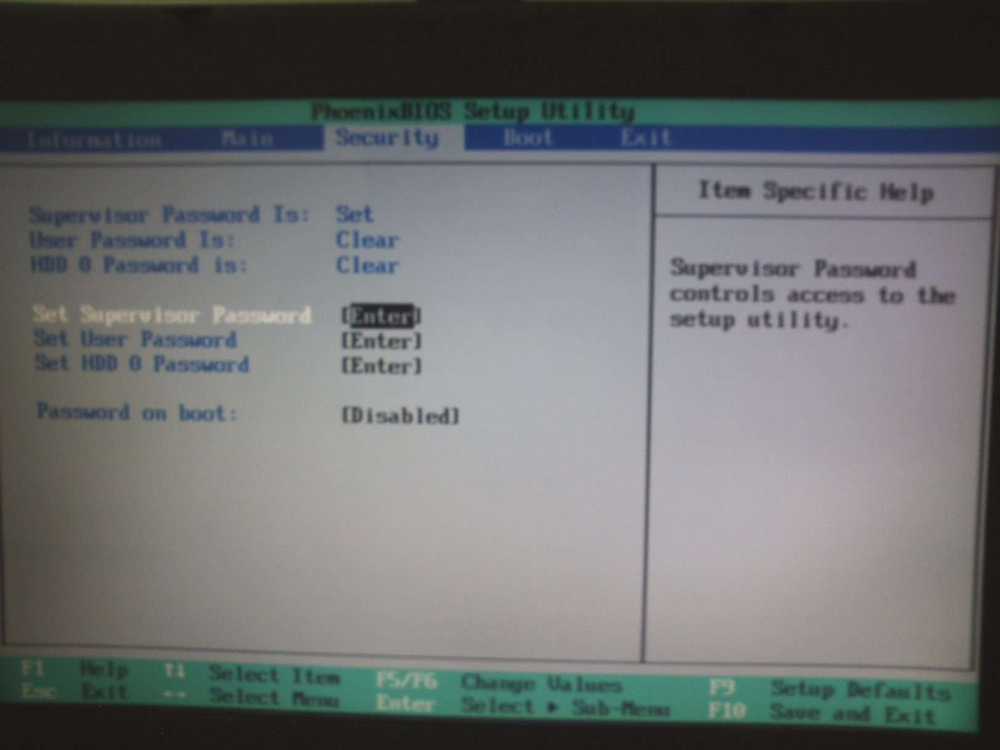 PhoenixBIOS Setup Utility
Information Main Security Boot Exit
Supervisor Password Is: Set
User Password Is: Clear
HDD 0 Password is: Clear
Set Supervisor Password [Enter]
Set User Password [Enter]
Set HDD 0 Password [Enter]
Password on boot: [Disabled]
Item Specific Help
Supervisor Password
controls access to the
setup utility.
F1 Help ↑↓ Select Item F5/F6 Change Values F9 Setup Defaults
Esc Exit ↔ Select Menu Enter Select ▶ Sub-Menu F10 Save and Exit